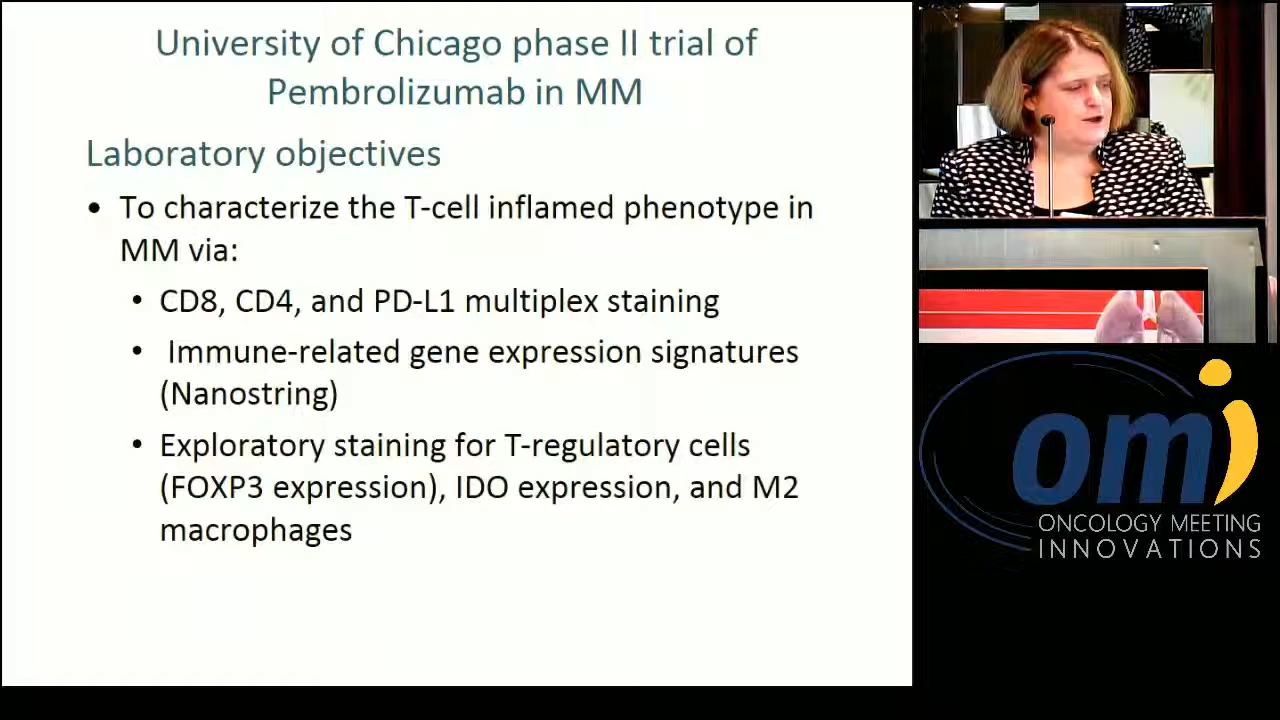 University of Chicago phase II trial of
Pembrolizumab in MM
Laboratory objectives
• To characterize the T-cell inflamed phenotype in
MM via:
• CD8, CD4, and PD-L1 multiplex staining
• Immune-related gene expression signatures
(Nanostring)
• Exploratory staining for T-regulatory cells
(FOXP3 expression), IDO expression, and M2
macrophages
omi
ONCOLOGY MEETING
INNOVATIONS